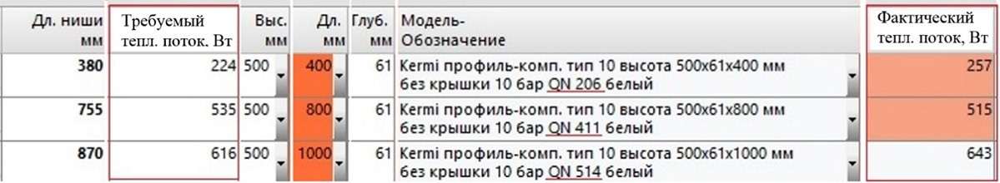 Дл. ниши мм Требуемый тепл. поток, Вт Выс. мм Дл. мм Глуб. мм Модель- Обозначение Фактический тепл. поток, Вт
380 224 500 400 61 Kermi профиль-комп. тип 10 высота 500x61x400 мм 257
без крышки 10 бар QN 206 белый
755 535 500 800 61 Kermi профиль-комп. тип 10 высота 500x61x800 мм 515
без крышки 10 бар QN 411 белый
870 616 500 1000 61 Kermi профиль-комп. тип 10 высота 500x61x1000 мм 643
без крышки 10 бар QN 514 белый